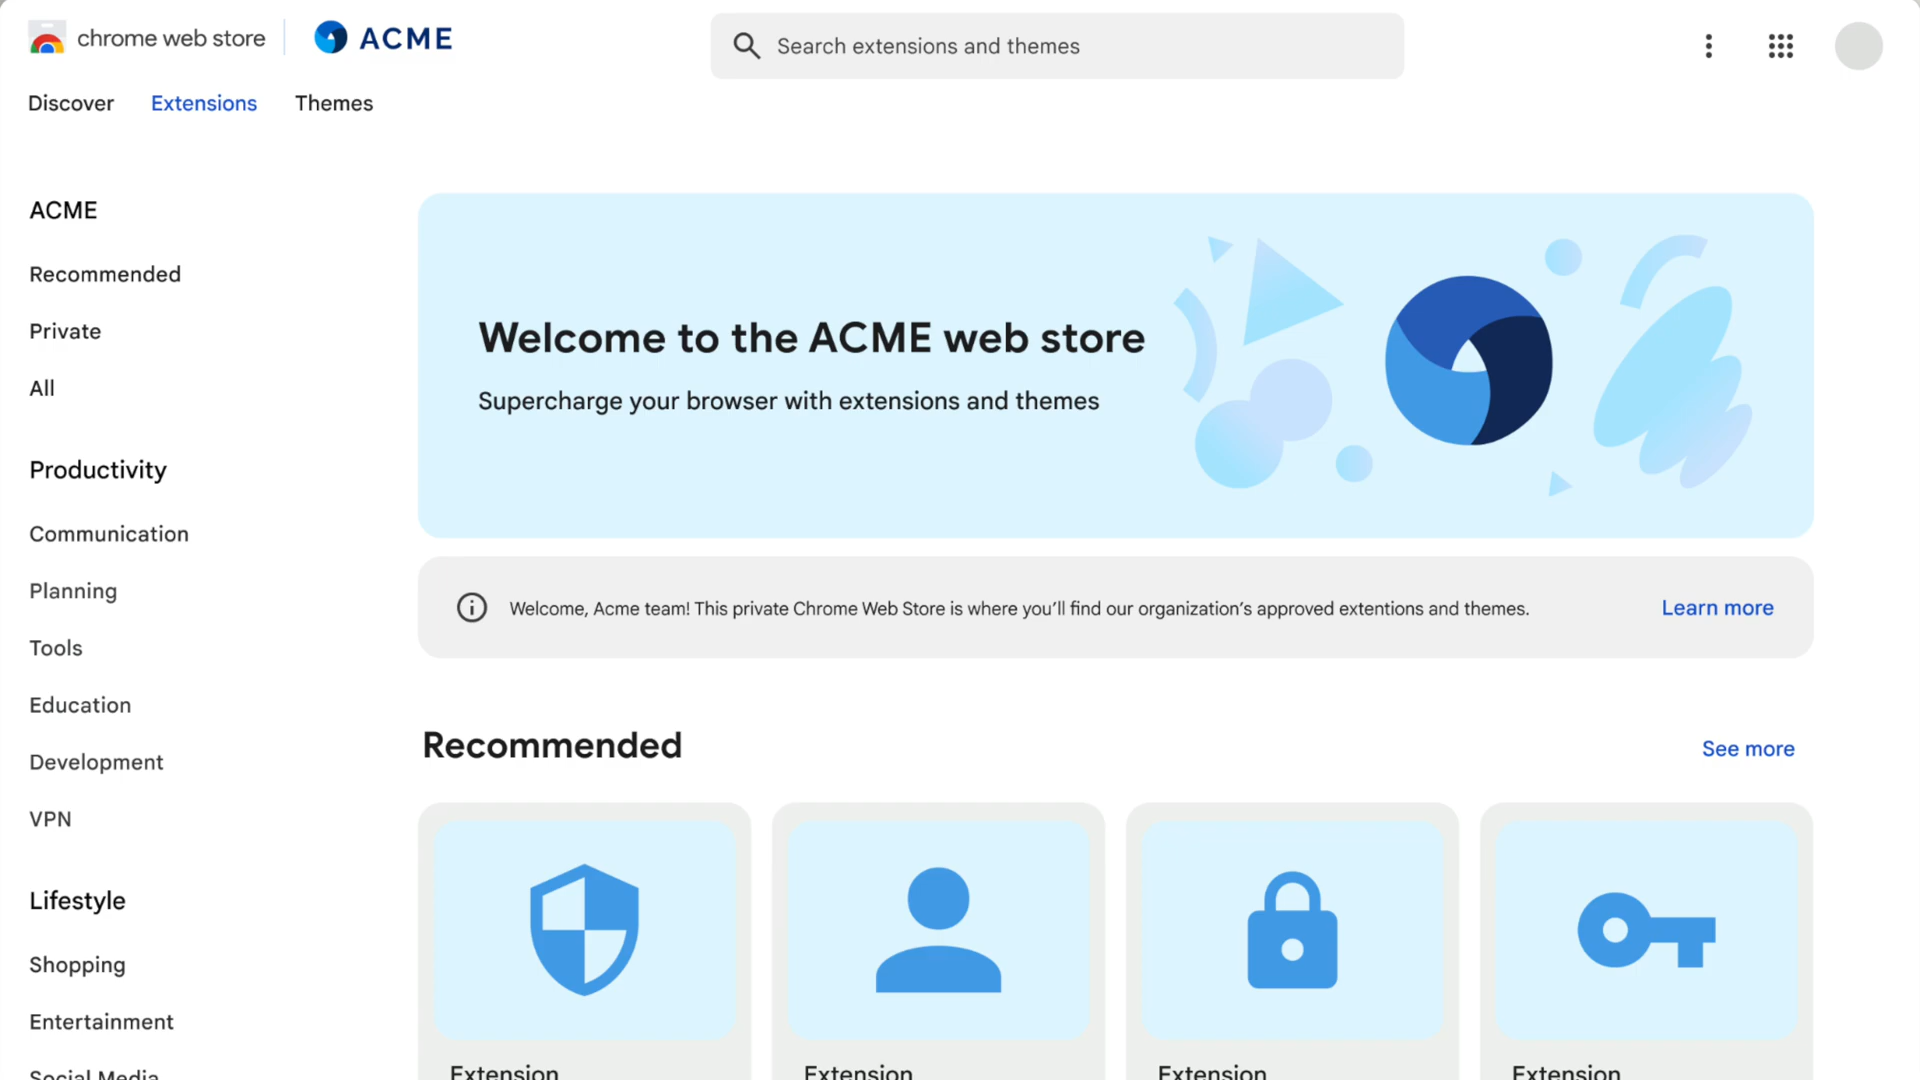 chrome web store
ACME
Search extensions and themes
Discover
Extensions
Themes
ACME
Recommended
Private
All
Productivity
Communication
Planning
Tools
Education
Development
VPN
Lifestyle
Shopping
Entertainment
Social Media
Welcome to the ACME web store
Supercharge your browser with extensions and themes
Welcome, Acme team! This private Chrome Web Store is where you’ll find our organization’s approved extentions and themes.
Learn more
Recommended
See more
Extension
Extension
Extension
Extension